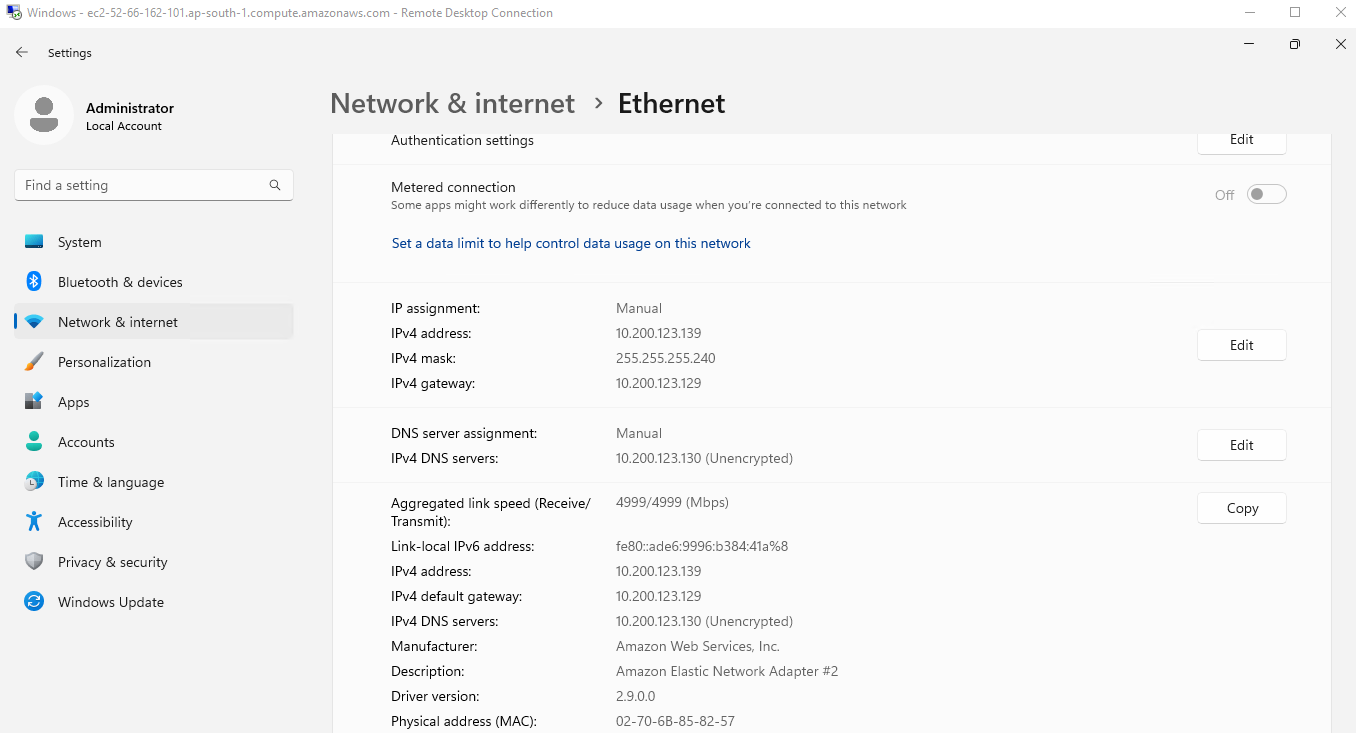 Windows - ec2-52-66-162-101.ap-south-1.compute.amazonaws.com - Remote Desktop Connection
Settings
Administrator
Local Account
Find a setting
System
Bluetooth & devices
Network & internet
Personalization
Apps
Accounts
Time & language
Accessibility
Privacy & security
Windows Update
Network & internet > Ethernet
Authentication settings
Edit
Metered connection
Some apps might work differently to reduce data usage when you're connected to this network
Off
Set a data limit to help control data usage on this network
IP assignment: Manual
IPv4 address: 10.200.123.139
IPv4 mask: 255.255.255.240
IPv4 gateway: 10.200.123.129
Edit
DNS server assignment: Manual
IPv4 DNS servers: 10.200.123.130 (Unencrypted)
Edit
Aggregated link speed (Receive/ 4999/4999 (Mbps)
Transmit):
Copy
Link-local IPv6 address: fe80::ade6:9996:b384:41a%8
IPv4 address: 10.200.123.139
IPv4 default gateway: 10.200.123.129
IPv4 DNS servers: 10.200.123.130 (Unencrypted)
Manufacturer: Amazon Web Services, Inc.
Description: Amazon Elastic Network Adapter #2
Driver version: 2.9.0.0
Physical address (MAC): 02-70-6B-85-82-57